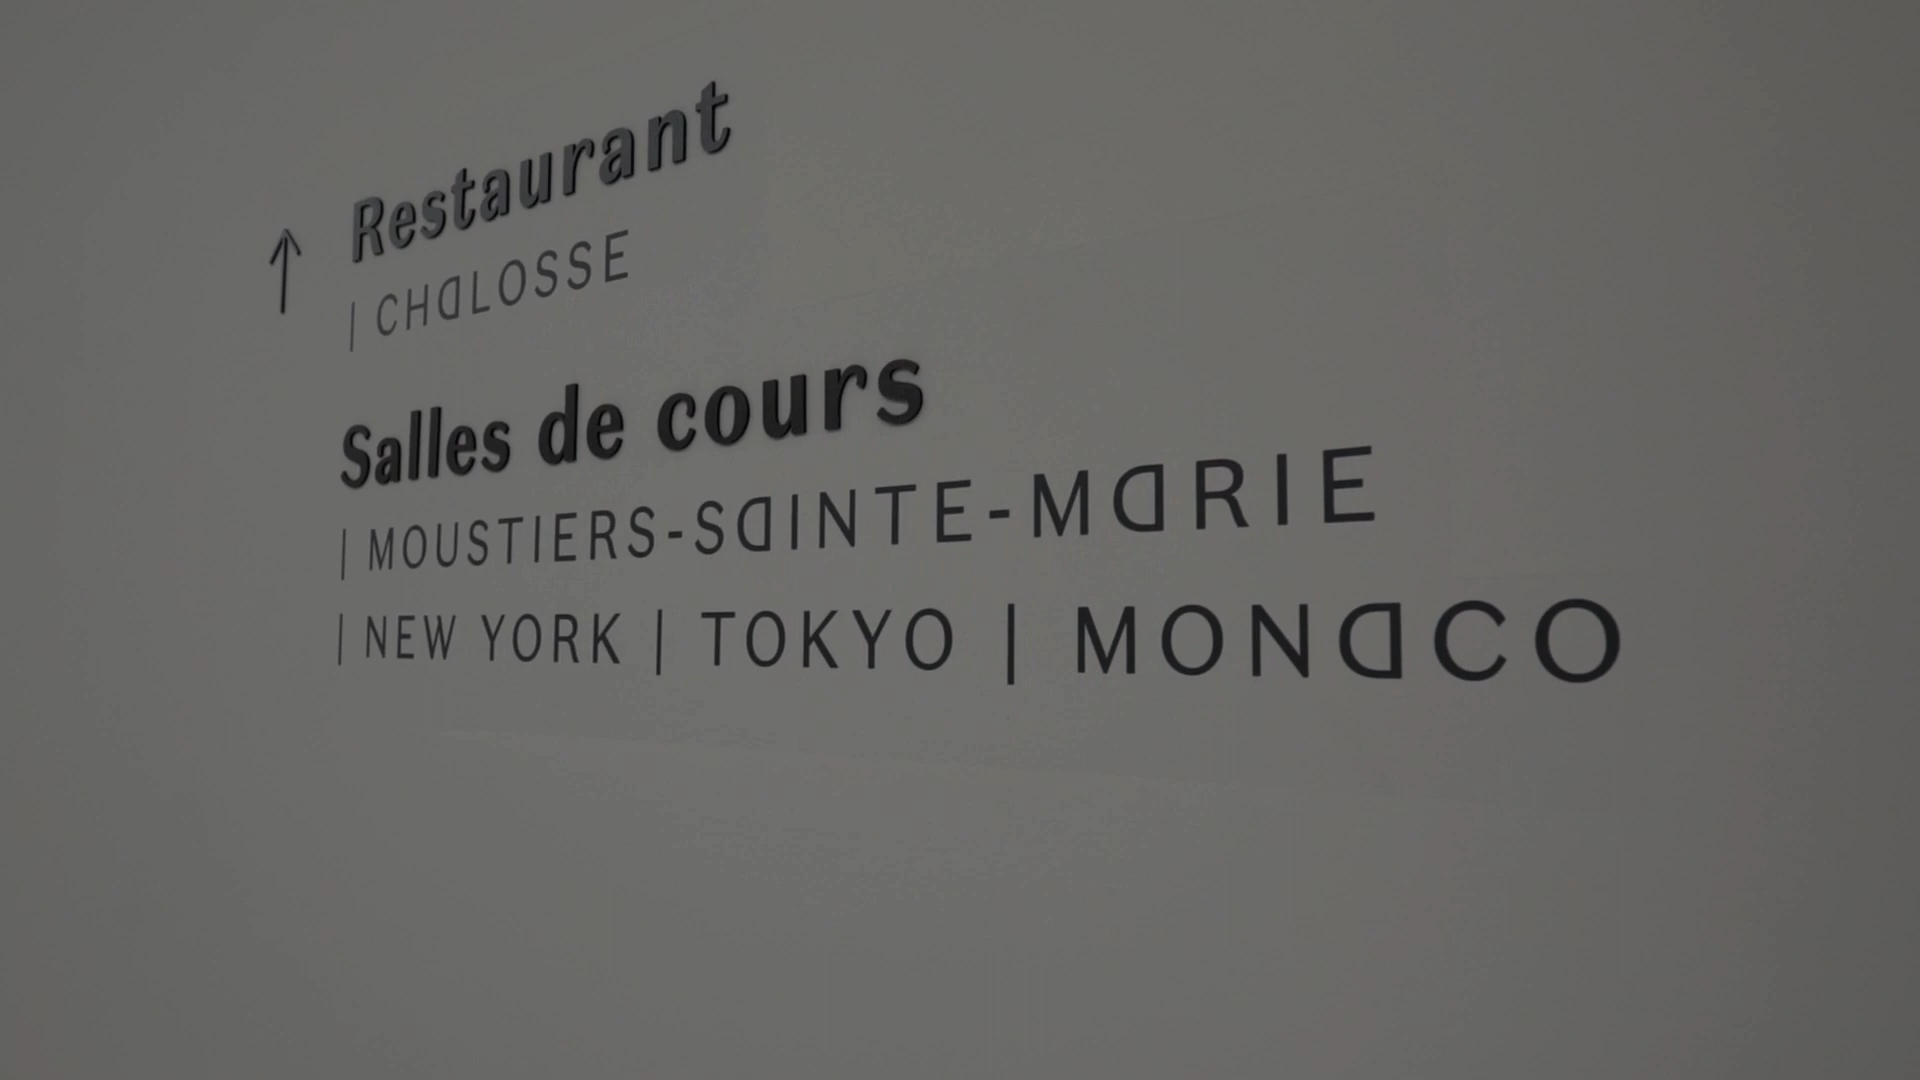 ↑ Restaurant
| CHALOSSE
Salles de cours
| MOUSTIERS-SAINTE-MARIE
| NEW YORK | TOKYO | MONACO